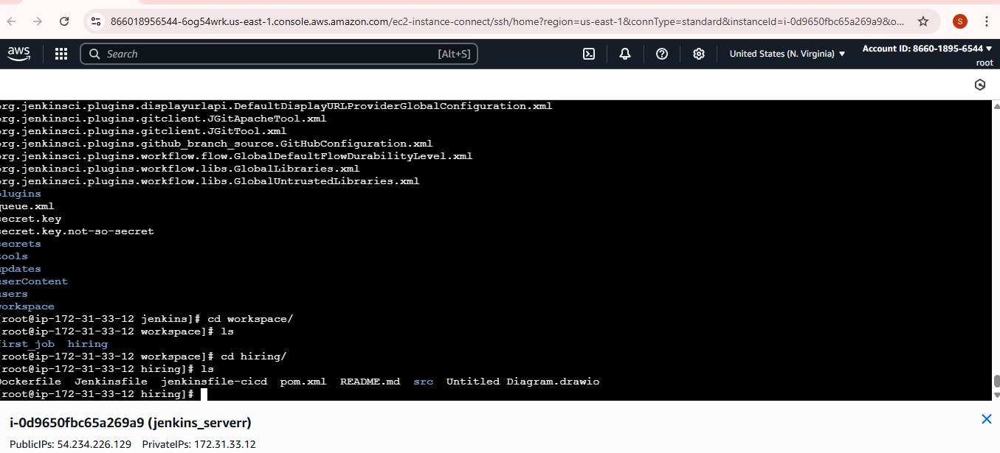 866018956544-6og54wrk.us-east-1.console.aws.amazon.com/ec2-instance-connect/ssh/home?region=us-east-1&connType=standard&instanceId=i-0d9650fbc65a269a9&o...
S
aws
Search
[Alt+S]
United States (N. Virginia)
Account ID: 8660-1895-6544
root
org.jenkinsci.plugins.displayurlapi.DefaultDisplayURLProviderGlobalConfiguration.xml
org.jenkinsci.plugins.gitclient.JGitApacheTool.xml
org.jenkinsci.plugins.gitclient.JGitTool.xml
org.jenkinsci.plugins.github_branch_source.GitHubConfiguration.xml
org.jenkinsci.plugins.workflow.flow.GlobalDefaultFlowDurabilityLevel.xml
org.jenkinsci.plugins.workflow.libs.GlobalLibraries.xml
org.jenkinsci.plugins.workflow.libs.GlobalUntrustedLibraries.xml
plugins
queue.xml
secret.key
secret.key.not-so-secret
secrets
tools
updates
userContent
users
workspace
[root@ip-172-31-33-12 jenkins]# cd workspace/
[root@ip-172-31-33-12 workspace]# ls
first_job hiring
[root@ip-172-31-33-12 workspace]# cd hiring/
[root@ip-172-31-33-12 hiring]# ls
Dockerfile Jenkinsfile jenkinsfile-cicd pom.xml README.md src Untitled Diagram.drawio
[root@ip-172-31-33-12 hiring]#
i-0d9650fbc65a269a9 (jenkins_serverr)
PublicIPs: 54.234.226.129 PrivateIPs: 172.31.33.12